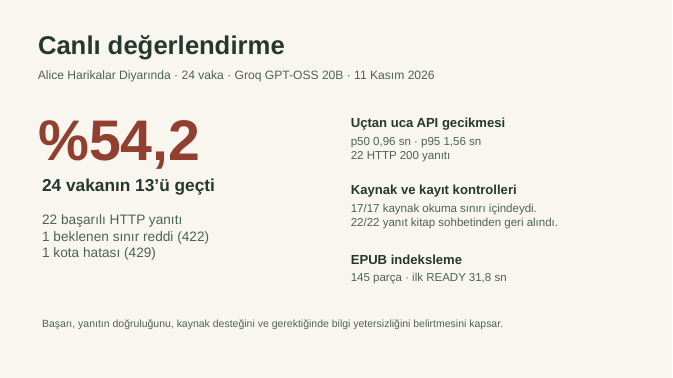 Canlı değerlendirme
Alice Harikalar Diyarında · 24 vaka · Groq GPT-OSS 20B · 11 Kasım 2026
%54,2
24 vakanın 13’ü geçti
22 başarılı HTTP yanıtı
1 beklenen sınır reddi (422)
1 kota hatası (429)
Uçtan uca API gecikmesi
p50 0,96 sn · p95 1,56 sn
22 HTTP 200 yanıtı
Kaynak ve kayıt kontrolleri
17/17 kaynak okuma sınırı içindeydi.
22/22 yanıt kitap sohbetinden geri alındı.
EPUB indeksleme
145 parça · ilk READY 31,8 sn
Başarı, yanıtın doğruluğunu, kaynak desteğini ve gerektiğinde bilgi yetersizliğini belirtmesini kapsar.